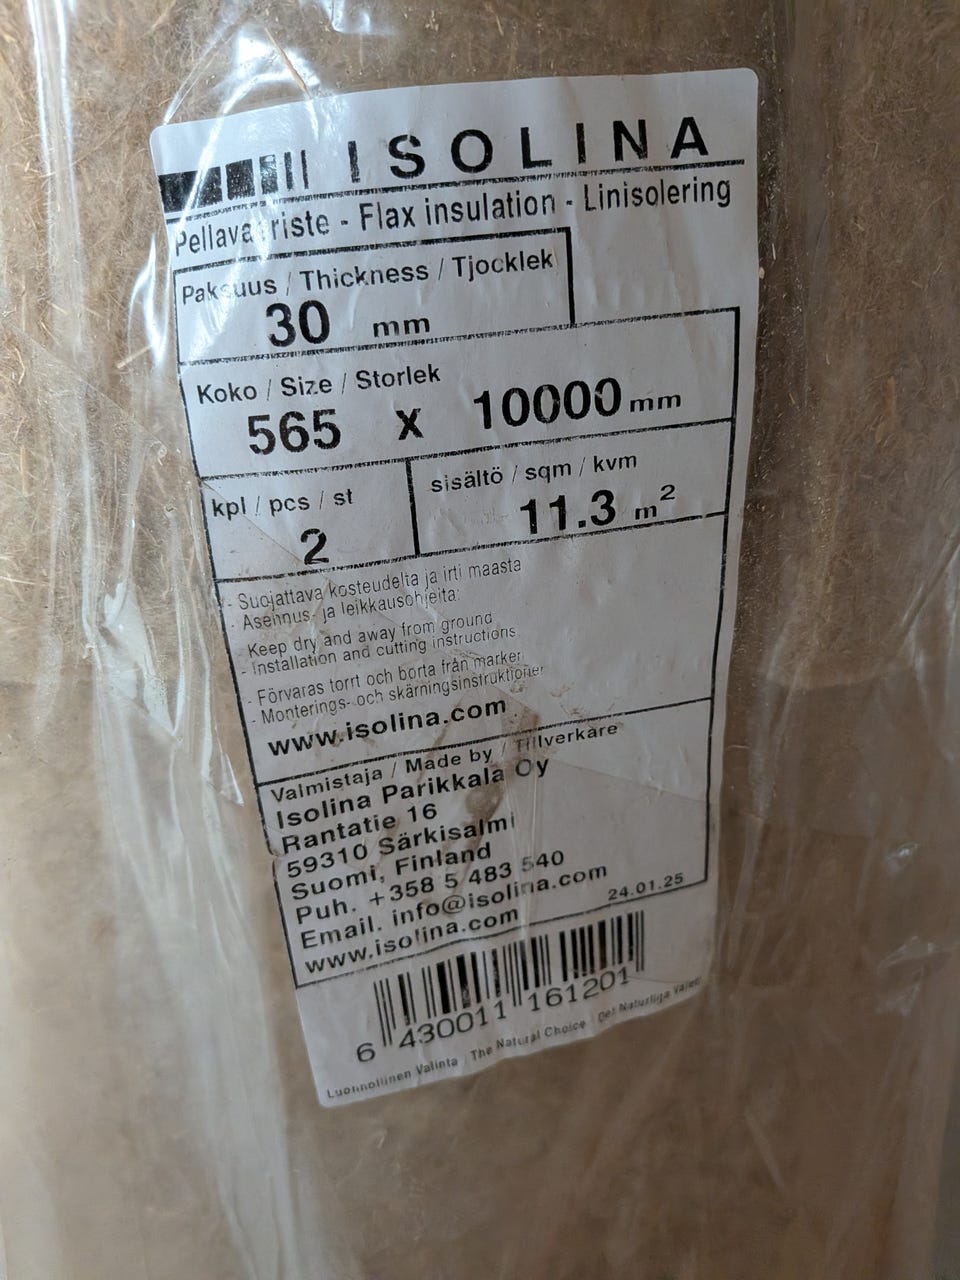 ISOLINA
Pellavaeriste - Flax insulation - Linisolering
Paksuus / Thickness / Tjocklek
30 mm
Koko / Size / Storlek
565 x 10000 mm
kpl / pcs / st
2
sisältö / sqm / kvm
11.3 m²
- Suojattava kosteudelta ja irti maasta
- Asennus- ja leikkausohjeita:
- Keep dry and away from ground
- Installation and cutting instructions
- Förvaras torrt och borta från marken
- Monterings- och skärningsinstruktioner
www.isolina.com
Valmistaja / Made by / Tillverkare
Isolina Parikkala Oy
Rantatie 16
59310 Särkisalmi
Suomi, Finland
Puh. +358 5 483 540
Email. info@isolina.com
www.isolina.com
24.01.25
6 430011 161201
Luonnollinen Valinta The Natural Choice Det Naturliga Valet